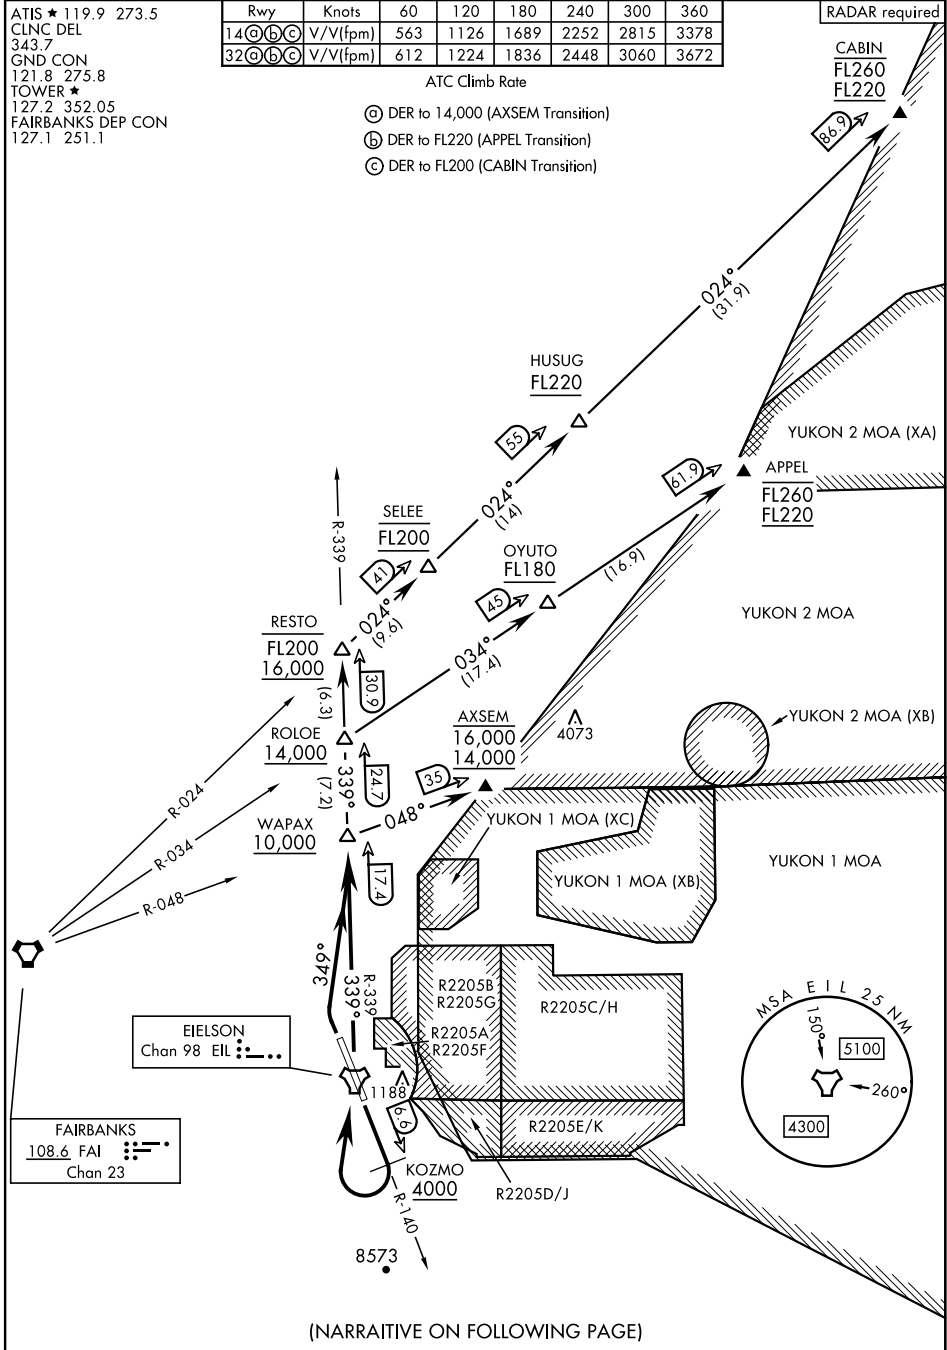 ATIS ★ 119.9 273.5
CLNC DEL
343.7
GND CON
121.8 275.8
TOWER ★
127.2 352.05
FAIRBANKS DEP CON
127.1 251.1
Rwy Knots 60 120 180 240 300 360
14ⓐⓑⓒ V/V(fpm) 563 1126 1689 2252 2815 3378
32ⓐⓑⓒ V/V(fpm) 612 1224 1836 2448 3060 3672
ATC Climb Rate
ⓐ DER to 14,000 (AXSEM Transition)
ⓑ DER to FL220 (APPEL Transition)
ⓒ DER to FL200 (CABIN Transition)
RADAR required
CABIN
FL260
FL220
86.9
024°
(31.9)
HUSUG
FL220
55
YUKON 2 MOA (XA)
APPEL
FL260
FL220
61.9
024°
(14)
SELEE
FL200
R-339
41
OYUTO
FL180
(16.9)
45
024°
(9.6)
YUKON 2 MOA
RESTO
FL200
16,000
034°
(17.4)
30.9
(6.3)
AXSEM
16,000
14,000
4073
YUKON 2 MOA (XB)
ROLOE
14,000
24.7
339°
(7.2)
35
048°
R-024
YUKON 1 MOA (XC)
WAPAX
10,000
R-034
17.4
YUKON 1 MOA (XB)
YUKON 1 MOA
R-048
349°
339°
R-339
R2205B
R2205G
R2205C/H
R2205A
R2205F
MSA EIL 25 NM
150°
5100
260°
4300
EIELSON
Chan 98 EIL
1188
6.6
R2205E/K
FAIRBANKS
108.6 FAI
Chan 23
KOZMO
4000
R2205D/J
R-140
8573
(NARRAITIVE ON FOLLOWING PAGE)